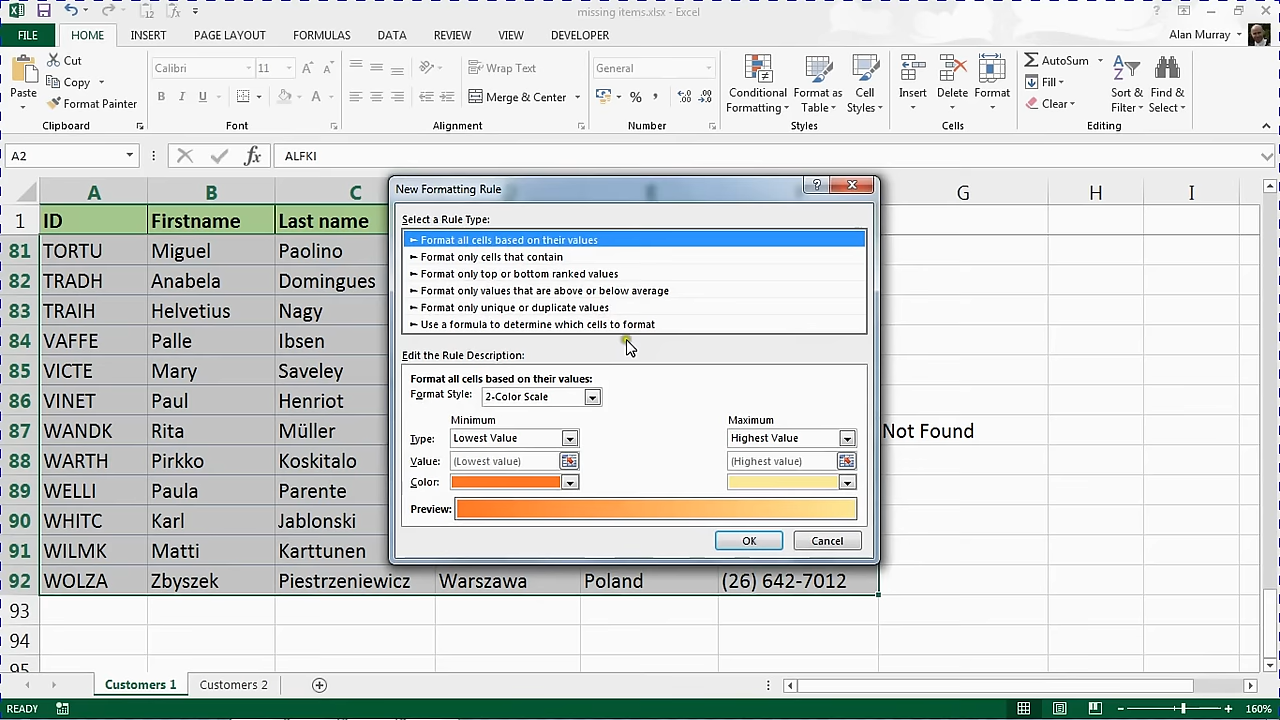 missing items.xlsx - Excel
FILE HOME INSERT PAGE LAYOUT FORMULAS DATA REVIEW VIEW DEVELOPER Alan Murray
Paste Cut Copy Format Painter Clipboard
Calibri 11 B I U A Font
Wrap Text Merge & Center Alignment
General % , Number
Conditional Formatting Format as Table Cell Styles Styles
Insert Delete Format Cells
AutoSum Fill Clear Sort & Filter Find & Select Editing
A2 fx ALFKI
A B C G H I
1 ID Firstname Last name
81 TORTU Miguel Paolino
82 TRADH Anabela Domingues
83 TRAIH Helvetius Nagy
84 VAFFE Palle Ibsen
85 VICTE Mary Saveley
86 VINET Paul Henriot
87 WANDK Rita Müller Not Found
88 WARTH Pirkko Koskitalo
89 WELLI Paula Parente
90 WHITC Karl Jablonski
91 WILMK Matti Karttunen
92 WOLZA Zbyszek Piestrzeniewicz Warszawa Poland (26) 642-7012
93
94
95
New Formatting Rule
Select a Rule Type:
Format all cells based on their values
Format only cells that contain
Format only top or bottom ranked values
Format only values that are above or below average
Format only unique or duplicate values
Use a formula to determine which cells to format
Edit the Rule Description:
Format all cells based on their values:
Format Style: 2-Color Scale
Minimum Maximum
Type: Lowest Value Highest Value
Value: (Lowest value) (Highest value)
Color:
Preview:
OK Cancel
Customers 1 Customers 2
READY 160%